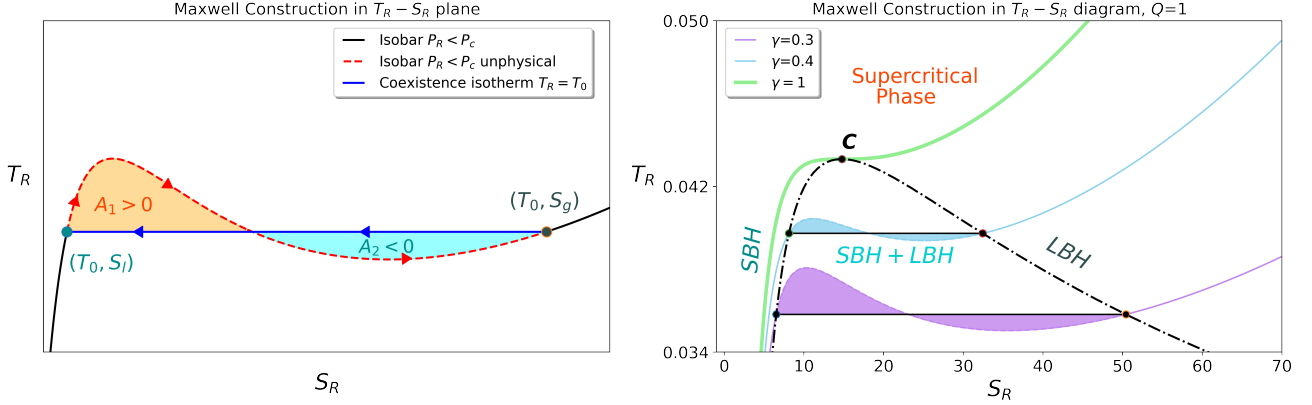 Maxwell Construction in T_R − S_R plane
Isobar P_R < P_c
Isobar P_R < P_c unphysical
Coexistence isotherm T_R = T_0
T_R
A_1 > 0
(T_0, S_g)
A_2 < 0
(T_0, S_l)
S_R
Maxwell Construction in T_R − S_R diagram, Q=1
0.050
0.042
0.034
T_R
γ=0.3
γ=0.4
γ = 1
Supercritical
Phase
C
SBH
SBH + LBH
LBH
0
10
20
30
40
50
60
70
S_R